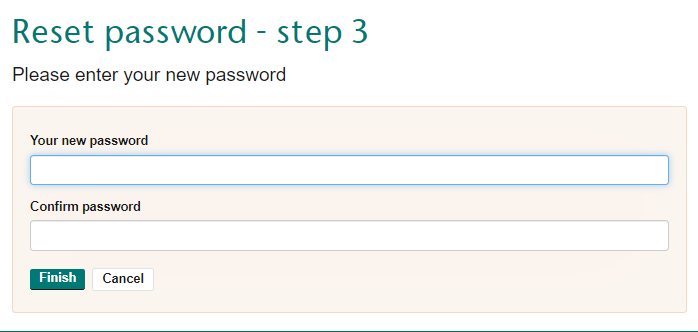 Reset password - step 3
Please enter your new password
Your new password
Confirm password
Finish Cancel